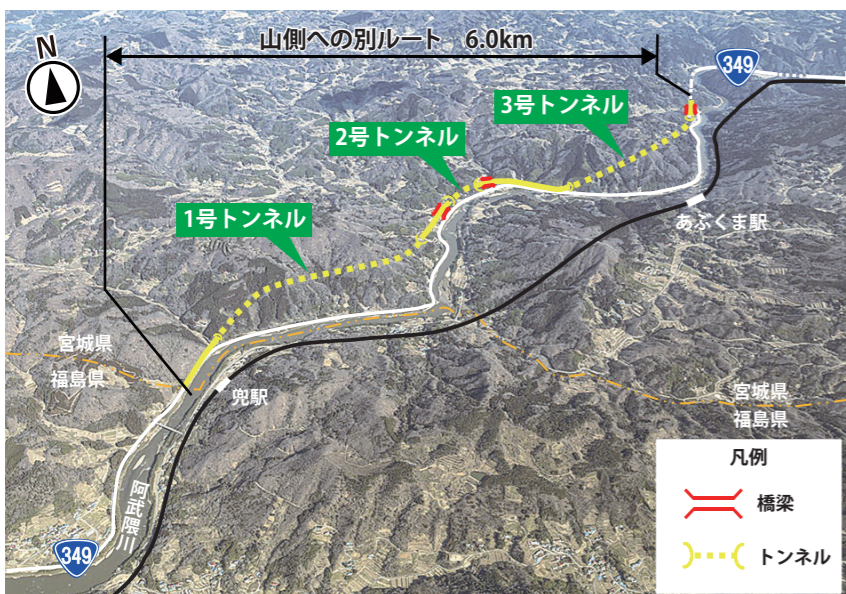 N
山側への別ルート 6.0km
349
3号トンネル
2号トンネル
1号トンネル
あぶくま駅
宮城県
福島県
兜駅
宮城県
福島県
阿武隈川
349
凡例
橋梁
トンネル